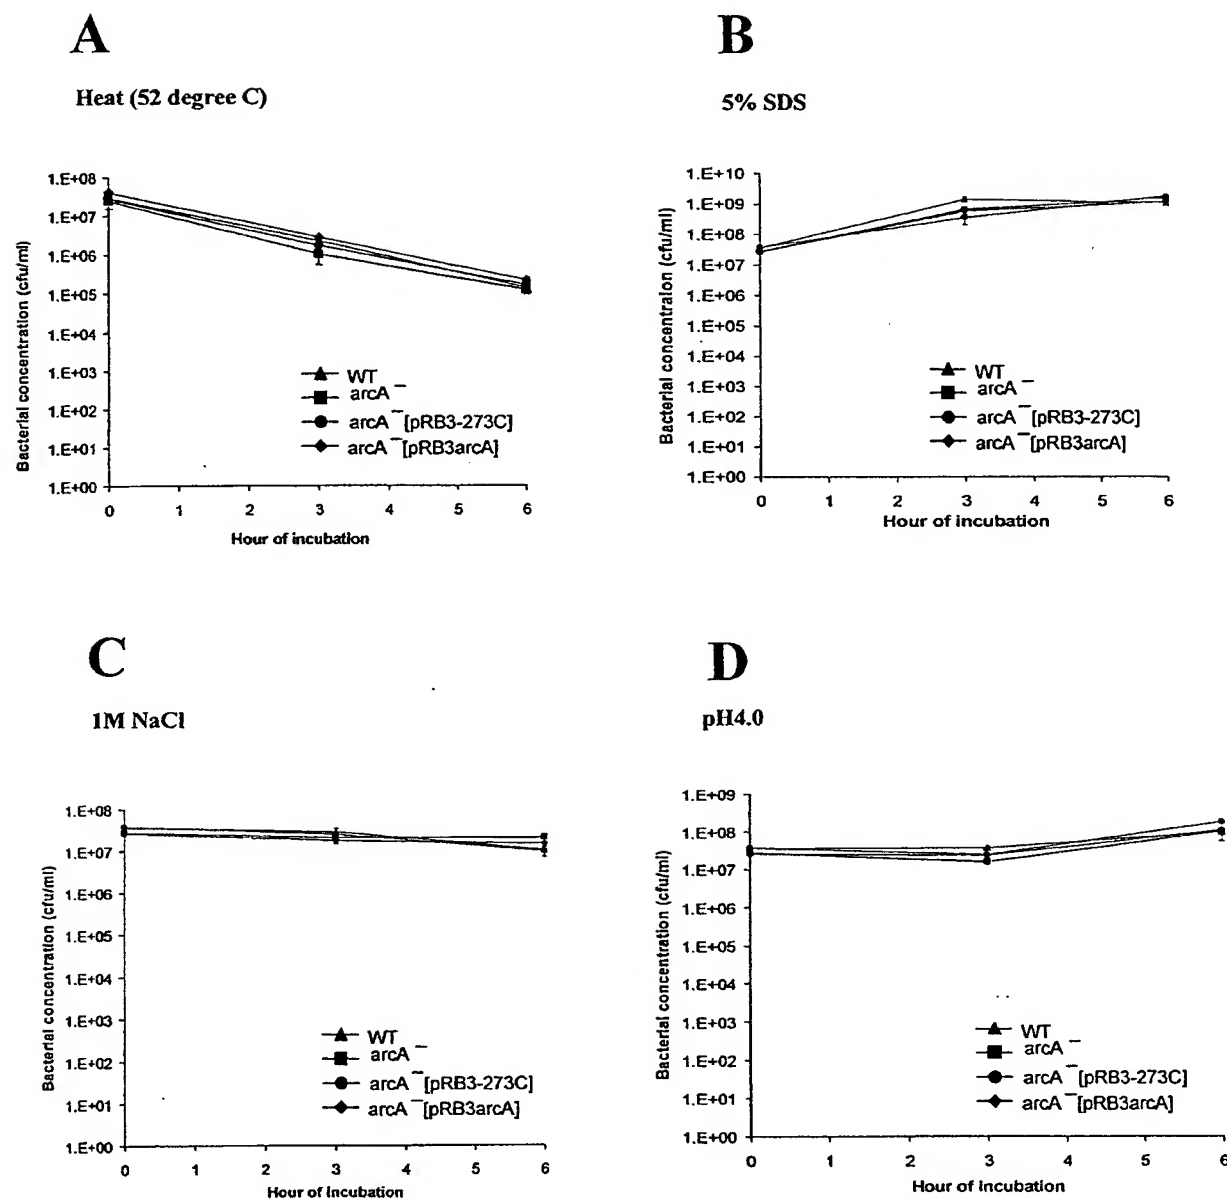 A
Heat (52 degree C)
Bacterial concentration (cfu/ml)
1.E+08
1.E+07
1.E+06
1.E+05
1.E+04
1.E+03
1.E+02
1.E+01
1.E+00
WT
arcA⁻
arcA⁻[pRB3-273C]
arcA⁻[pRB3arcA]
0 1 2 3 4 5 6
Hour of incubation
B
5% SDS
Bacterial concentraton (cfu/ml)
1.E+10
1.E+09
1.E+08
1.E+07
1.E+06
1.E+05
1.E+04
1.E+03
1.E+02
1.E+01
1.E+00
WT
arcA⁻
arcA⁻[pRB3-273C]
arcA⁻[pRB3arcA]
0 1 2 3 4 5 6
Hour of incubation
C
1M NaCl
Bacterial concentration (cfu/ml)
1.E+08
1.E+07
1.E+06
1.E+05
1.E+04
1.E+03
1.E+02
1.E+01
1.E+00
WT
arcA⁻
arcA⁻[pRB3-273C]
arcA⁻[pRB3arcA]
0 1 2 3 4 5 6
Hour of Incubation
D
pH4.0
Bacterial concentration (cfu/ml)
1.E+09
1.E+08
1.E+07
1.E+06
1.E+05
1.E+04
1.E+03
1.E+02
1.E+01
1.E+00
WT
arcA⁻
arcA⁻[pRB3-273C]
arcA⁻[pRB3arcA]
0 1 2 3 4 5 6
Hour of incubation